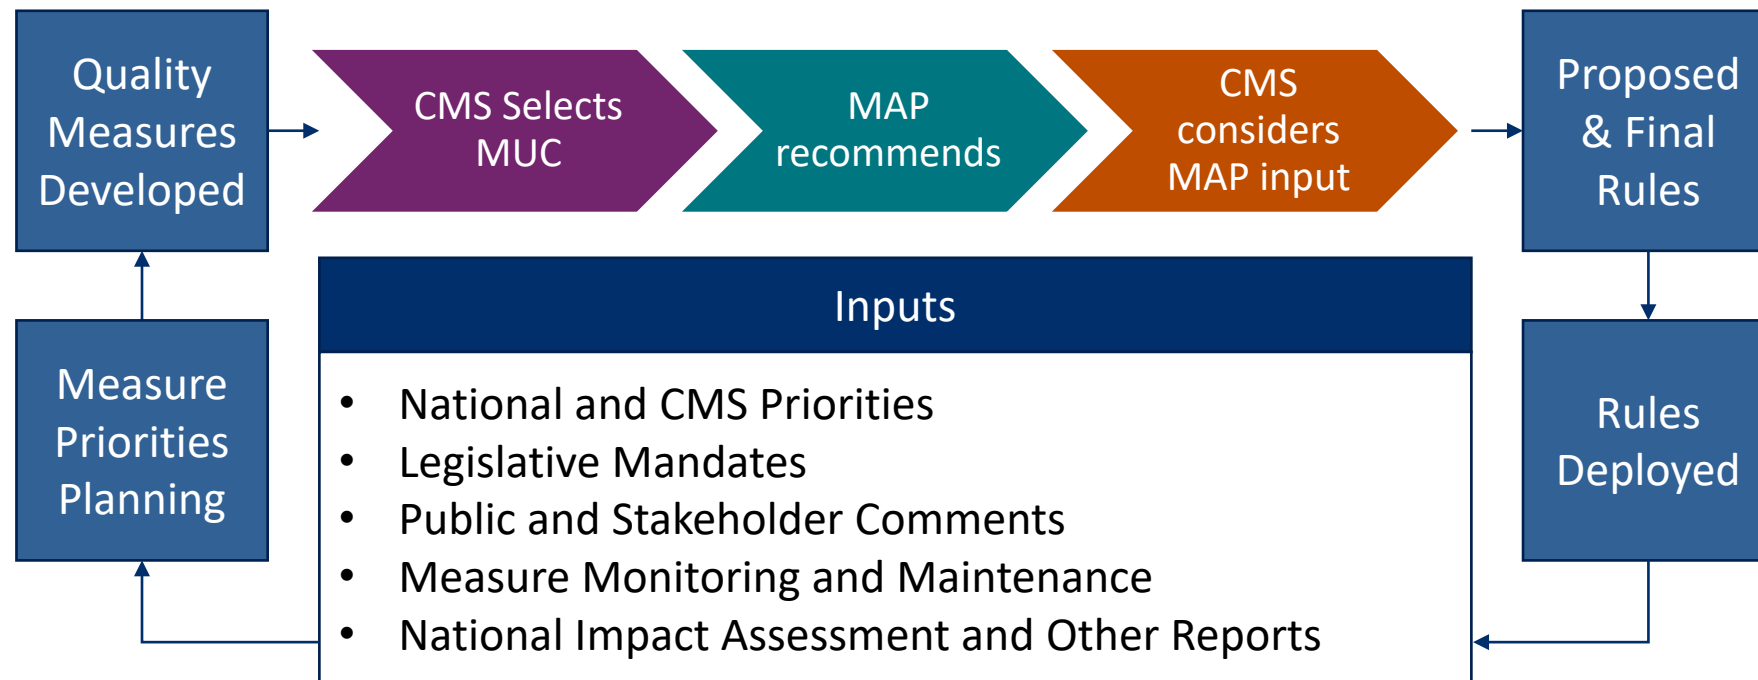 Quality
Measures
Developed
CMS Selects
MUC
MAP
recommends
CMS
considers
MAP input
Proposed
& Final
Rules
Measure
Priorities
Planning
Inputs
• National and CMS Priorities
• Legislative Mandates
• Public and Stakeholder Comments
• Measure Monitoring and Maintenance
• National Impact Assessment and Other Reports
Rules
Deployed